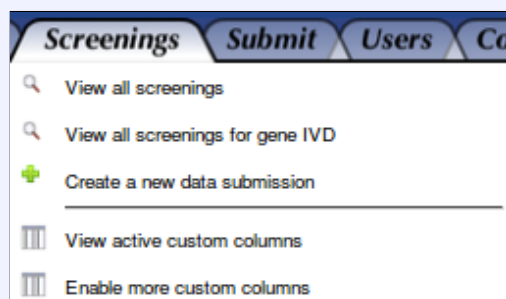 Screenings Submit Users Co
View all screenings
View all screenings for gene IVD
Create a new data submission
View active custom columns
Enable more custom columns